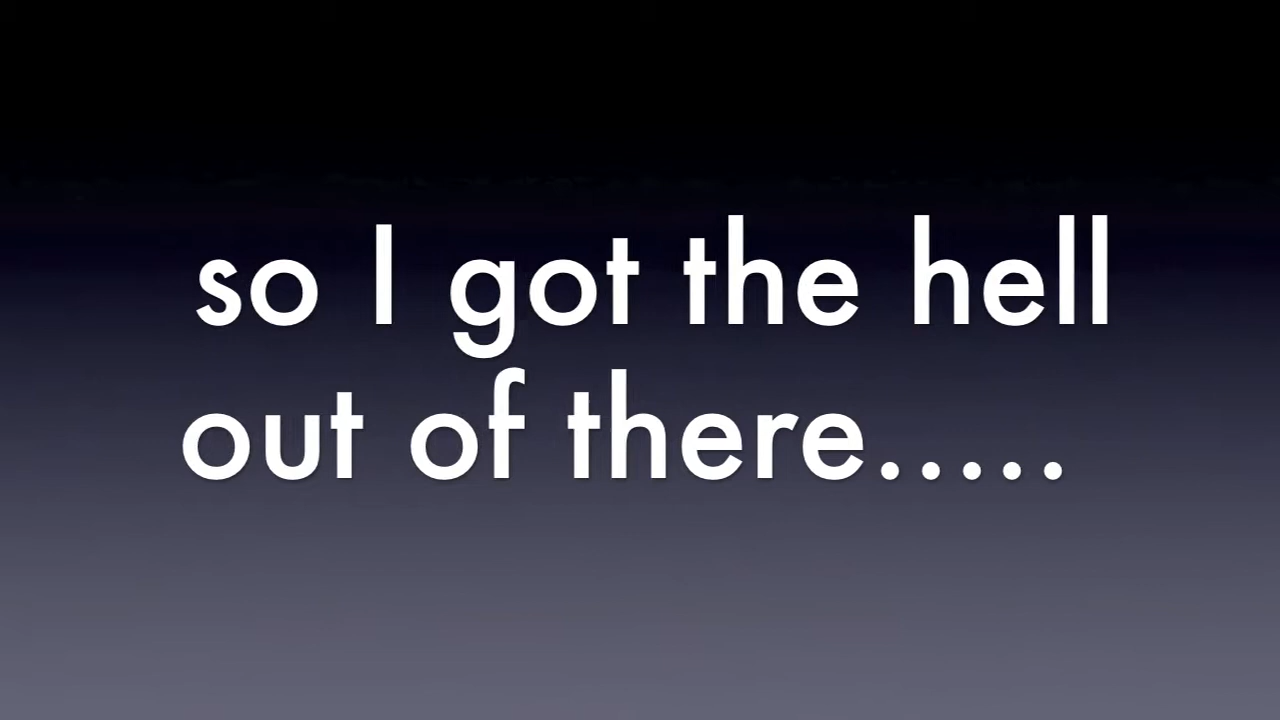 so I got the hell
out of there.....